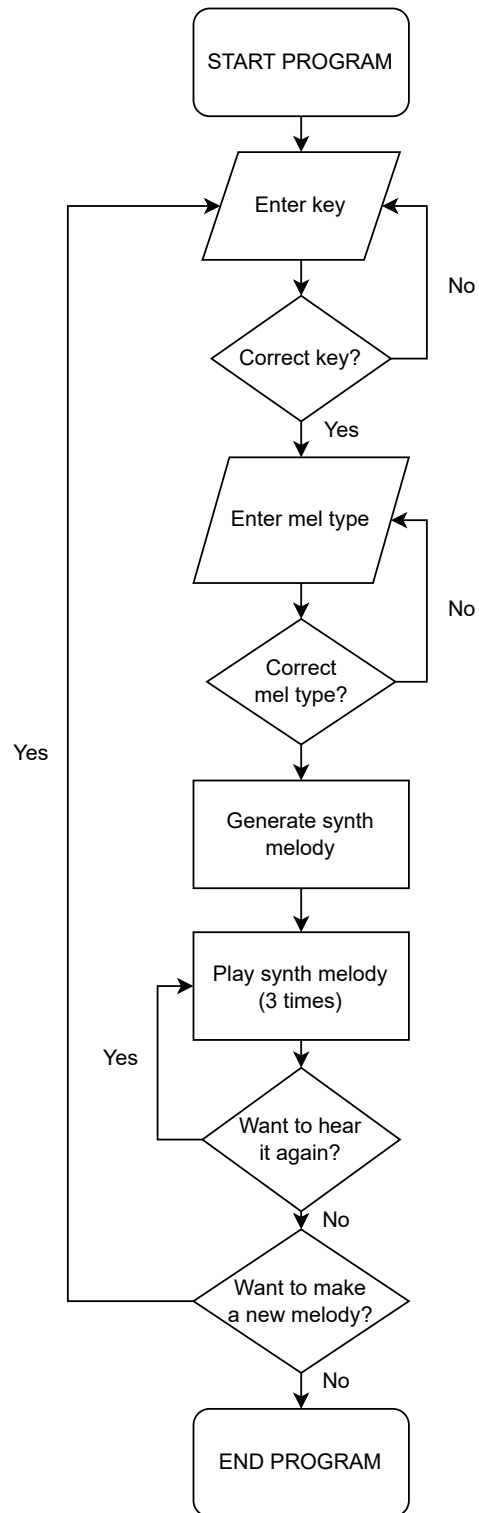 START PROGRAM
Enter key
No
Correct key?
Yes
Enter mel type
No
Correct
mel type?
Yes
Generate synth
melody
Play synth melody
(3 times)
Yes
Want to hear
it again?
No
Want to make
a new melody?
No
END PROGRAM